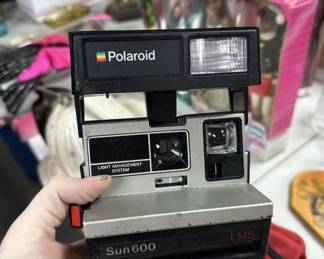 Polaroid
LIGHT MANAGEMENT
SYSTEM
Sun600 LMS